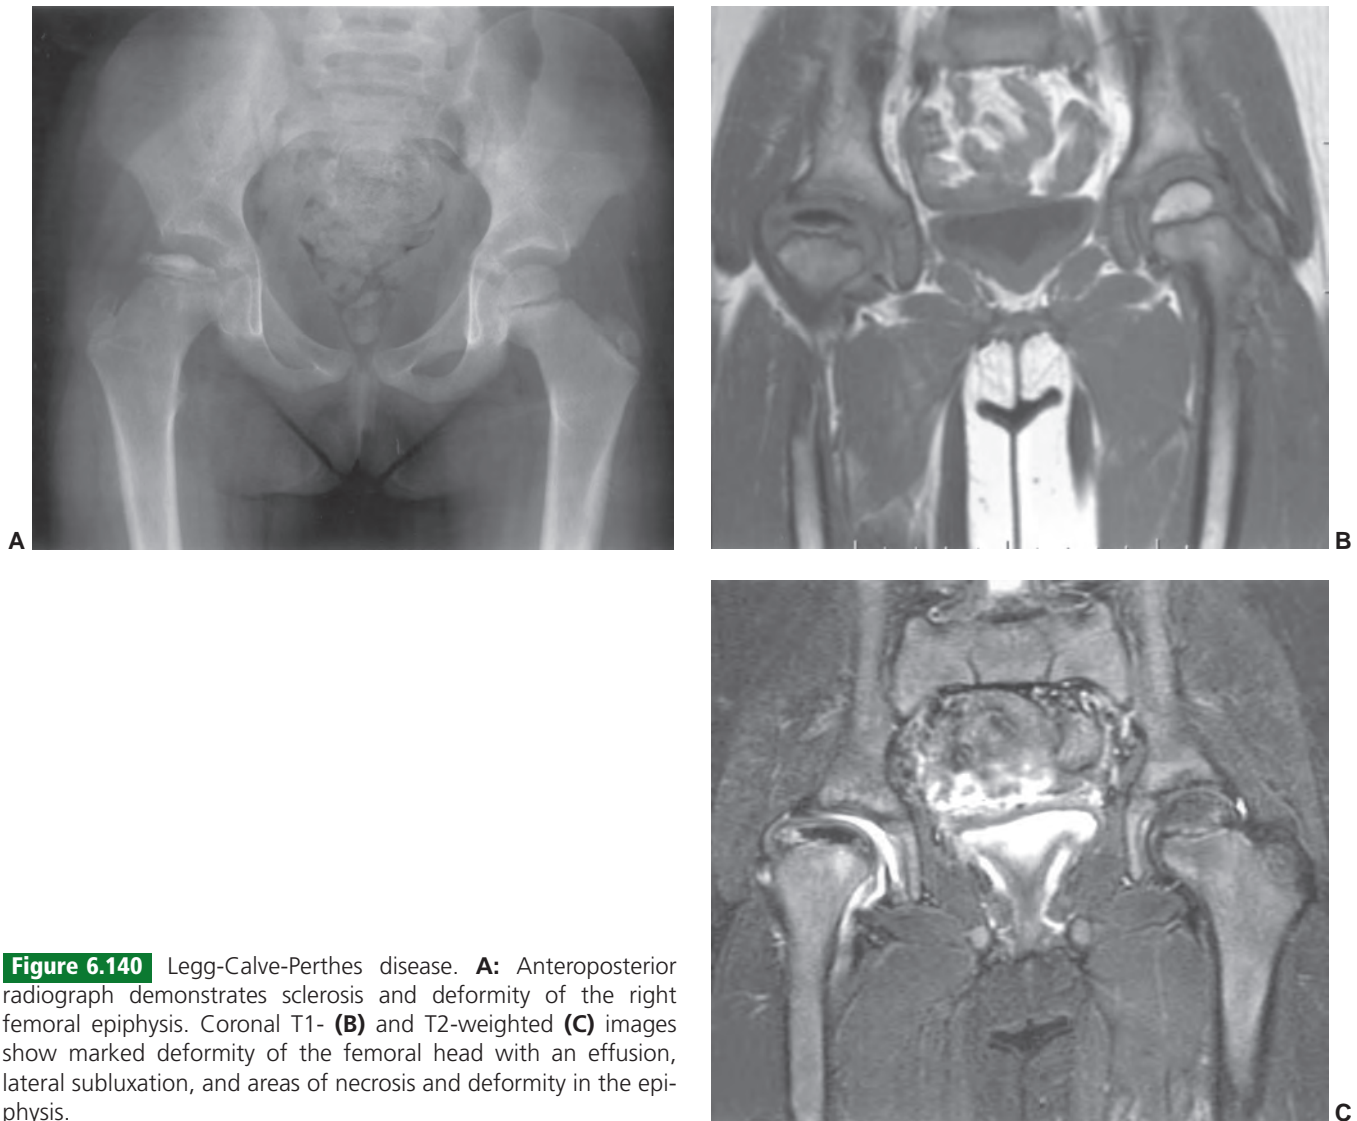 A
B
Figure 6.140 Legg-Calve-Perthes disease. A: Anteroposterior
radiograph demonstrates sclerosis and deformity of the right
femoral epiphysis. Coronal T1- (B) and T2-weighted (C) images
show marked deformity of the femoral head with an effusion,
lateral subluxation, and areas of necrosis and deformity in the epi-
physis.
C